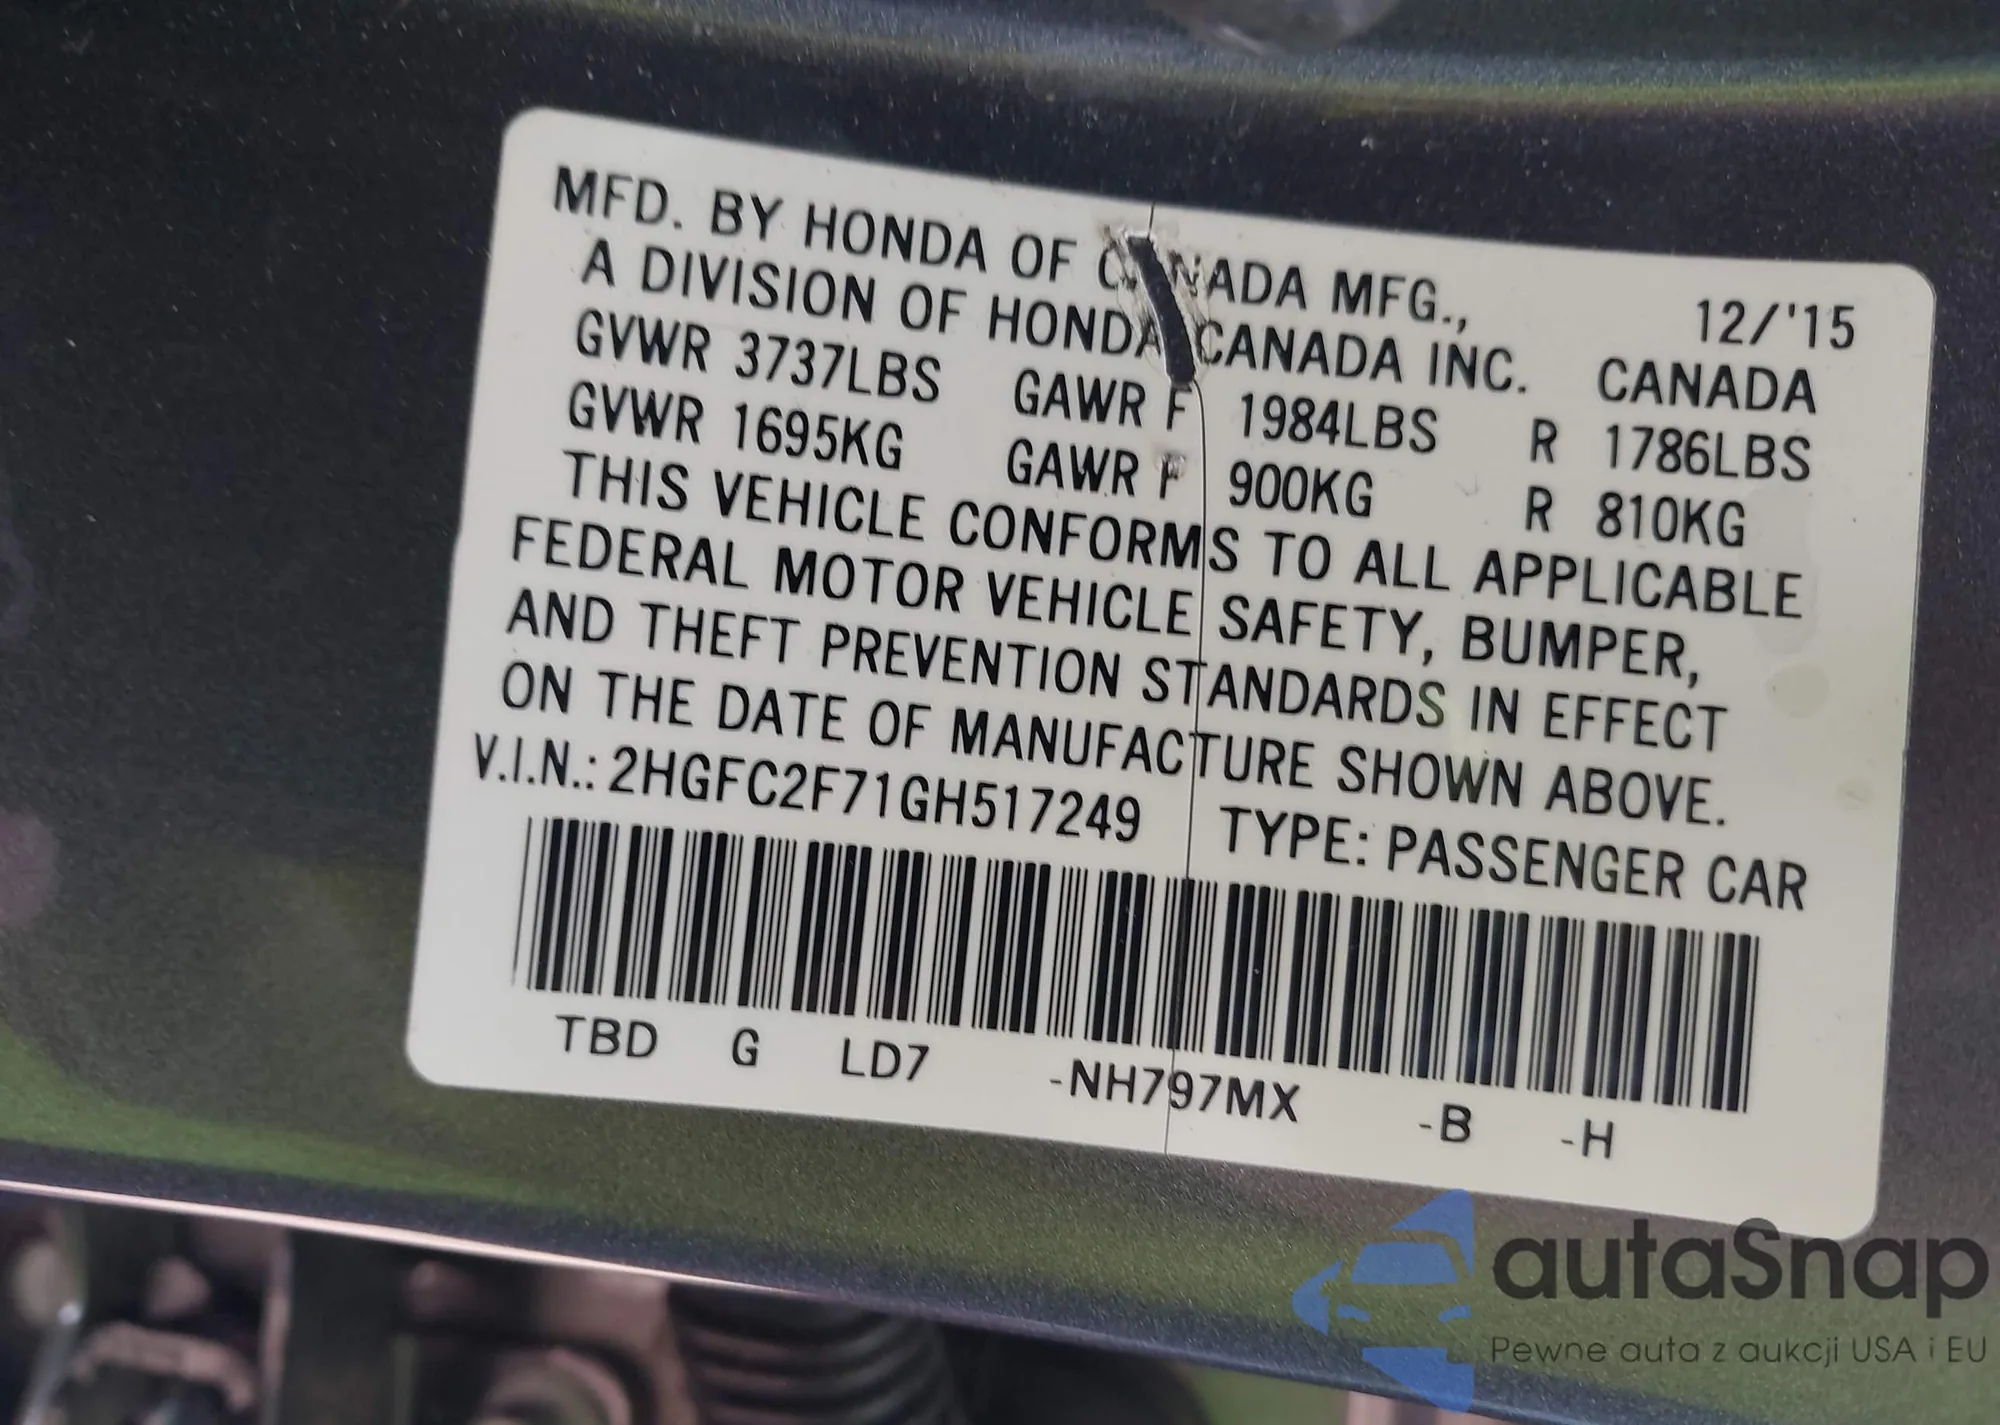 MFD. BY HONDA OF CANADA MFG.,
12/'15
A DIVISION OF HONDA CANADA INC. CANADA
GVWR 3737LBS GAWR F 1984LBS R 1786LBS
GVWR 1695KG GAWR F 900KG R 810KG
THIS VEHICLE CONFORMS TO ALL APPLICABLE
FEDERAL MOTOR VEHICLE SAFETY, BUMPER,
AND THEFT PREVENTION STANDARDS IN EFFECT
ON THE DATE OF MANUFACTURE SHOWN ABOVE.
V.I.N.: 2HGFC2F71GH517249 TYPE: PASSENGER CAR
TBD G LD7 -NH797MX -B -H
autaSnap
Pewne auta z aukcji USA i EU